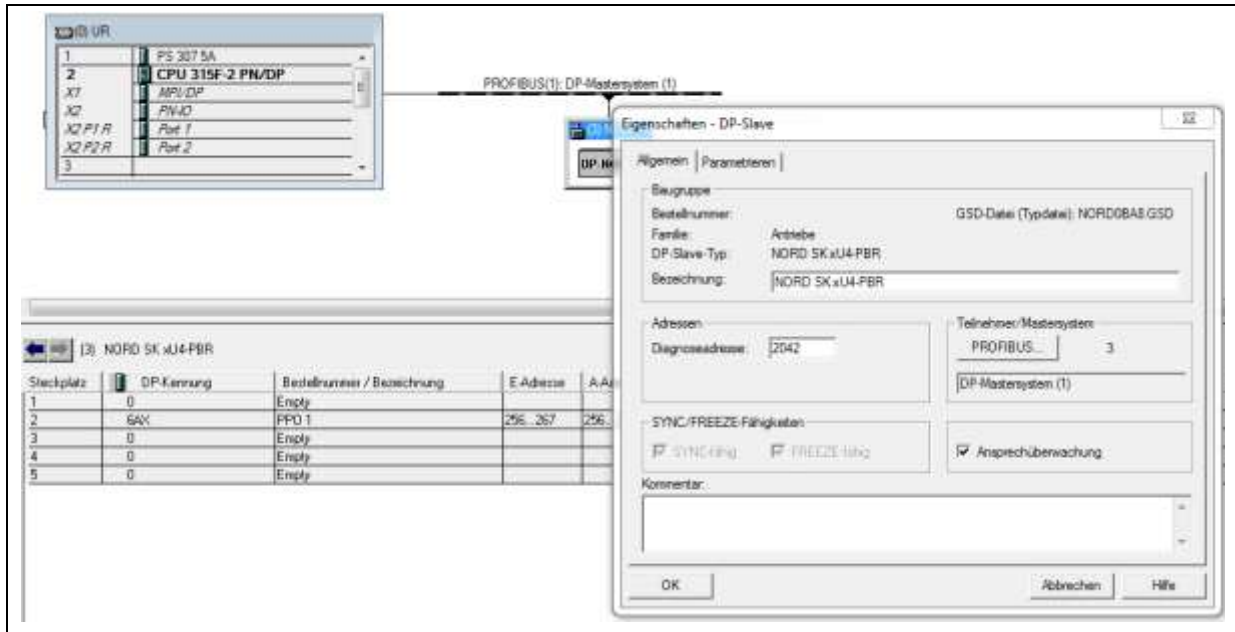 (0) UR
1 PS 307 5A
2 CPU 315F-2 PN/DP
X1 MPI/DP
X2 PN-IO
X2 P1 R Port 1
X2 P2 R Port 2
3
PROFIBUS(1): DP-Mastersystem (1)
Eigenschaften - DP-Slave
Allgemein Parametrieren
Baugruppe
Bestellnummer: GSD-Datei (Typdatei): NORD0BA8.GSD
Familie: Antriebe
DP-Slave-Typ: NORD SK xU4-PBR
Bezeichnung: NORD SK xU4-PBR
Adressen
Diagnoseadresse: 2042
Teilnehmer/Mastersystem
PROFIBUS... 3
DP-Mastersystem (1)
SYNC/FREEZE-Fähigkeiten
SYNC-fähig FREEZE-fähig
Ansprechüberwachung
Kommentar:
OK Abbrechen Hilfe
(3) NORD SK xU4-PBR
Steckplatz DP-Kennung Bestellnummer / Bezeichnung E-Adresse
1 0 Empty
2 6AX PPO 1 256...267 256...
3 0 Empty
4 0 Empty
5 0 Empty